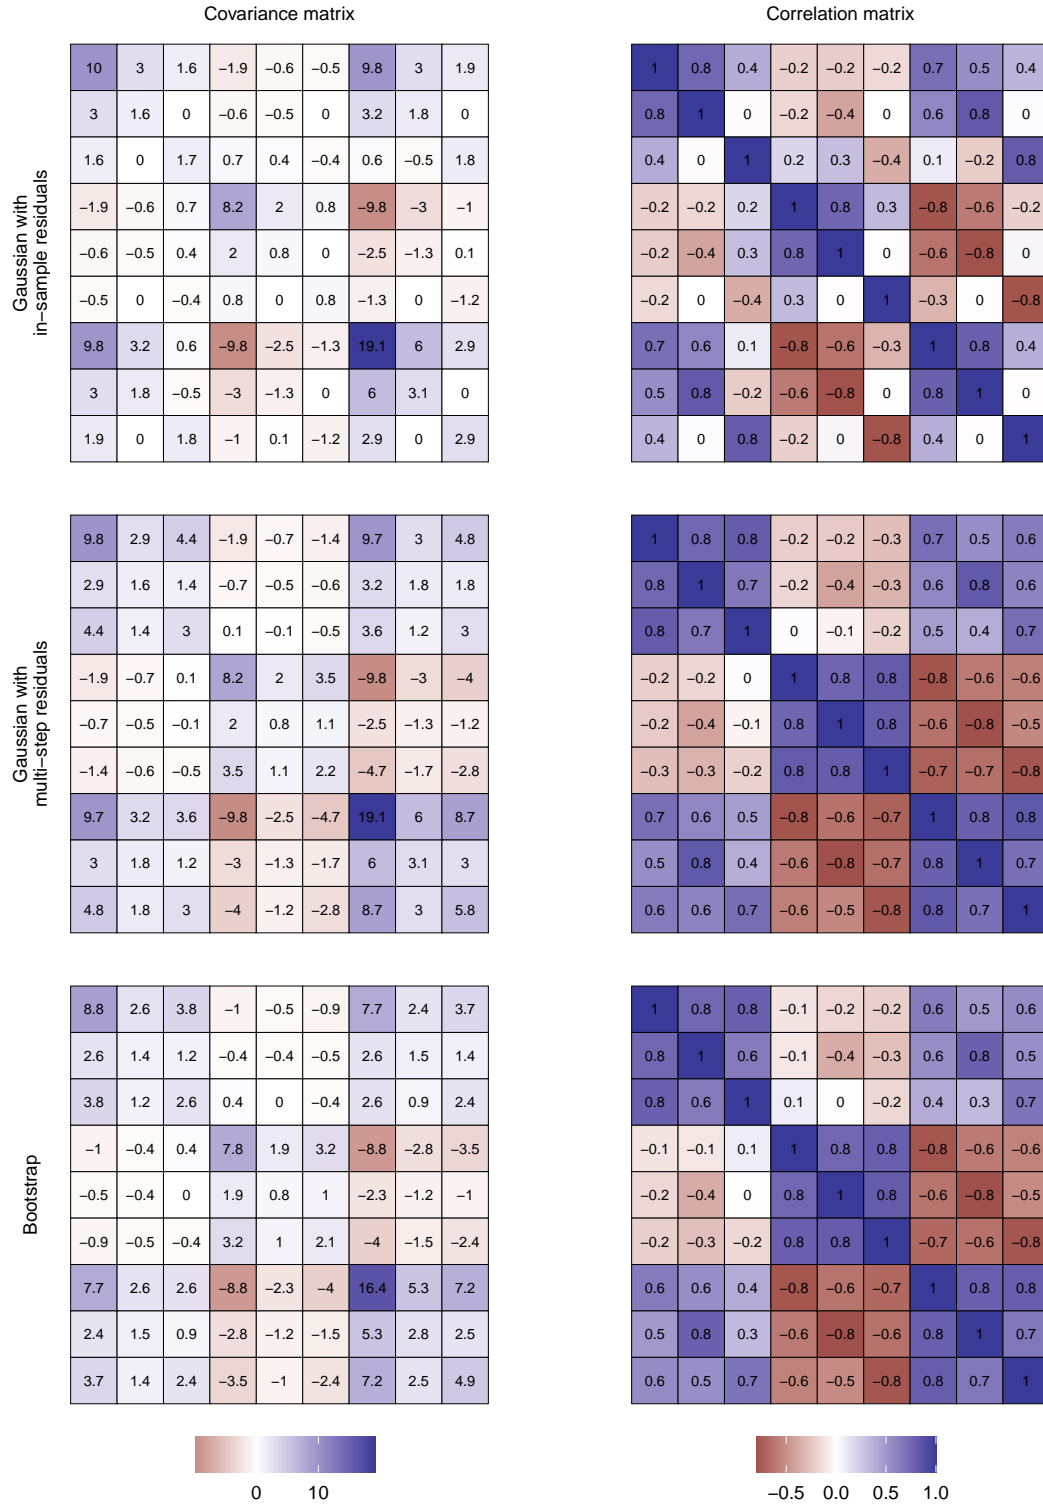 Covariance matrix
Correlation matrix
Gaussian with
in−sample residuals
10 3 1.6 −1.9 −0.6 −0.5 9.8 3 1.9
3 1.6 0 −0.6 −0.5 0 3.2 1.8 0
1.6 0 1.7 0.7 0.4 −0.4 0.6 −0.5 1.8
−1.9 −0.6 0.7 8.2 2 0.8 −9.8 −3 −1
−0.6 −0.5 0.4 2 0.8 0 −2.5 −1.3 0.1
−0.5 0 −0.4 0.8 0 0.8 −1.3 0 −1.2
9.8 3.2 0.6 −9.8 −2.5 −1.3 19.1 6 2.9
3 1.8 −0.5 −3 −1.3 0 6 3.1 0
1.9 0 1.8 −1 0.1 −1.2 2.9 0 2.9
1 0.8 0.4 −0.2 −0.2 −0.2 0.7 0.5 0.4
0.8 1 0 −0.2 −0.4 0 0.6 0.8 0
0.4 0 1 0.2 0.3 −0.4 0.1 −0.2 0.8
−0.2 −0.2 0.2 1 0.8 0.3 −0.8 −0.6 −0.2
−0.2 −0.4 0.3 0.8 1 0 −0.6 −0.8 0
−0.2 0 −0.4 0.3 0 1 −0.3 0 −0.8
0.7 0.6 0.1 −0.8 −0.6 −0.3 1 0.8 0.4
0.5 0.8 −0.2 −0.6 −0.8 0 0.8 1 0
0.4 0 0.8 −0.2 0 −0.8 0.4 0 1
Gaussian with
multi−step residuals
9.8 2.9 4.4 −1.9 −0.7 −1.4 9.7 3 4.8
2.9 1.6 1.4 −0.7 −0.5 −0.6 3.2 1.8 1.8
4.4 1.4 3 0.1 −0.1 −0.5 3.6 1.2 3
−1.9 −0.7 0.1 8.2 2 3.5 −9.8 −3 −4
−0.7 −0.5 −0.1 2 0.8 1.1 −2.5 −1.3 −1.2
−1.4 −0.6 −0.5 3.5 1.1 2.2 −4.7 −1.7 −2.8
9.7 3.2 3.6 −9.8 −2.5 −4.7 19.1 6 8.7
3 1.8 1.2 −3 −1.3 −1.7 6 3.1 3
4.8 1.8 3 −4 −1.2 −2.8 8.7 3 5.8
1 0.8 0.8 −0.2 −0.2 −0.3 0.7 0.5 0.6
0.8 1 0.7 −0.2 −0.4 −0.3 0.6 0.8 0.6
0.8 0.7 1 0 −0.1 −0.2 0.5 0.4 0.7
−0.2 −0.2 0 1 0.8 0.8 −0.8 −0.6 −0.6
−0.2 −0.4 −0.1 0.8 1 0.8 −0.6 −0.8 −0.5
−0.3 −0.3 −0.2 0.8 0.8 1 −0.7 −0.7 −0.8
0.7 0.6 0.5 −0.8 −0.6 −0.7 1 0.8 0.8
0.5 0.8 0.4 −0.6 −0.8 −0.7 0.8 1 0.7
0.6 0.6 0.7 −0.6 −0.5 −0.8 0.8 0.7 1
Bootstrap
8.8 2.6 3.8 −1 −0.5 −0.9 7.7 2.4 3.7
2.6 1.4 1.2 −0.4 −0.4 −0.5 2.6 1.5 1.4
3.8 1.2 2.6 0.4 0 −0.4 2.6 0.9 2.4
−1 −0.4 0.4 7.8 1.9 3.2 −8.8 −2.8 −3.5
−0.5 −0.4 0 1.9 0.8 1 −2.3 −1.2 −1
−0.9 −0.5 −0.4 3.2 1 2.1 −4 −1.5 −2.4
7.7 2.6 2.6 −8.8 −2.3 −4 16.4 5.3 7.2
2.4 1.5 0.9 −2.8 −1.2 −1.5 5.3 2.8 2.5
3.7 1.4 2.4 −3.5 −1 −2.4 7.2 2.5 4.9
1 0.8 0.8 −0.1 −0.2 −0.2 0.6 0.5 0.6
0.8 1 0.6 −0.1 −0.4 −0.3 0.6 0.8 0.5
0.8 0.6 1 0.1 0 −0.2 0.4 0.3 0.7
−0.1 −0.1 0.1 1 0.8 0.8 −0.8 −0.6 −0.6
−0.2 −0.4 0 0.8 1 0.8 −0.6 −0.8 −0.5
−0.2 −0.3 −0.2 0.8 0.8 1 −0.7 −0.6 −0.8
0.6 0.6 0.4 −0.8 −0.6 −0.7 1 0.8 0.8
0.5 0.8 0.3 −0.6 −0.8 −0.6 0.8 1 0.7
0.6 0.5 0.7 −0.6 −0.5 −0.8 0.8 0.7 1
0 10
−0.5 0.0 0.5 1.0